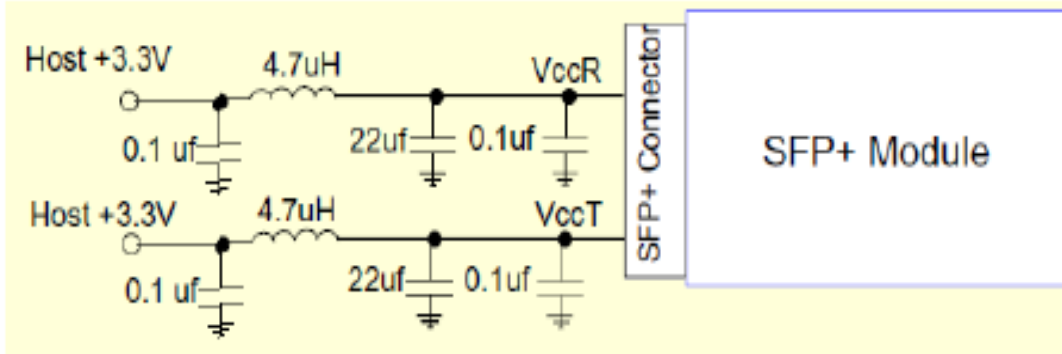 Host +3.3V
4.7uH
VccR
0.1 uf
22uf
0.1uf
Host +3.3V
4.7uH
VccT
0.1 uf
22uf
0.1uf
SFP+ Connector
SFP+ Module